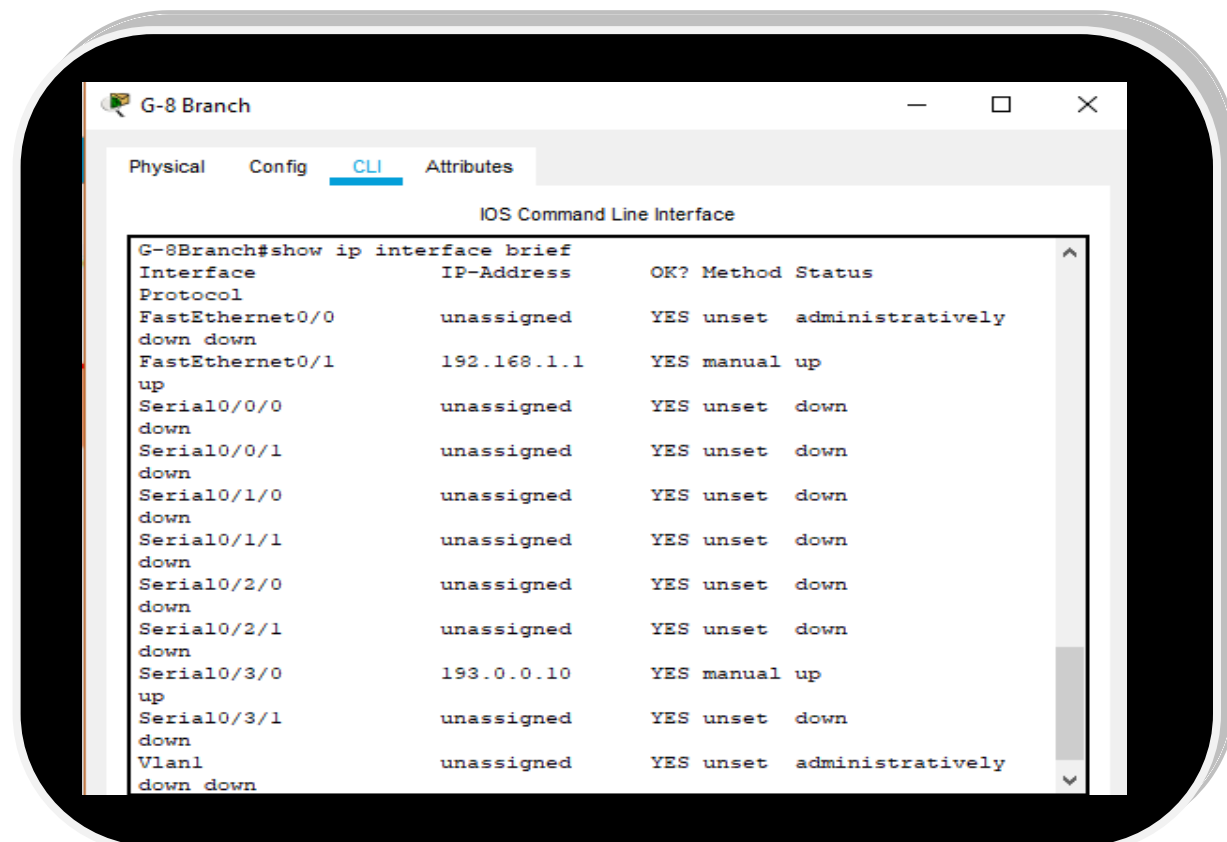 G-8 Branch
Physical Config CLI Attributes
IOS Command Line Interface
G-8Branch#show ip interface brief
Interface IP-Address OK? Method Status
Protocol
FastEthernet0/0 unassigned YES unset administratively
down down
FastEthernet0/1 192.168.1.1 YES manual up
up
Serial0/0/0 unassigned YES unset down
down
Serial0/0/1 unassigned YES unset down
down
Serial0/1/0 unassigned YES unset down
down
Serial0/1/1 unassigned YES unset down
down
Serial0/2/0 unassigned YES unset down
down
Serial0/2/1 unassigned YES unset down
down
Serial0/3/0 193.0.0.10 YES manual up
up
Serial0/3/1 unassigned YES unset down
down
Vlan1 unassigned YES unset administratively
down down